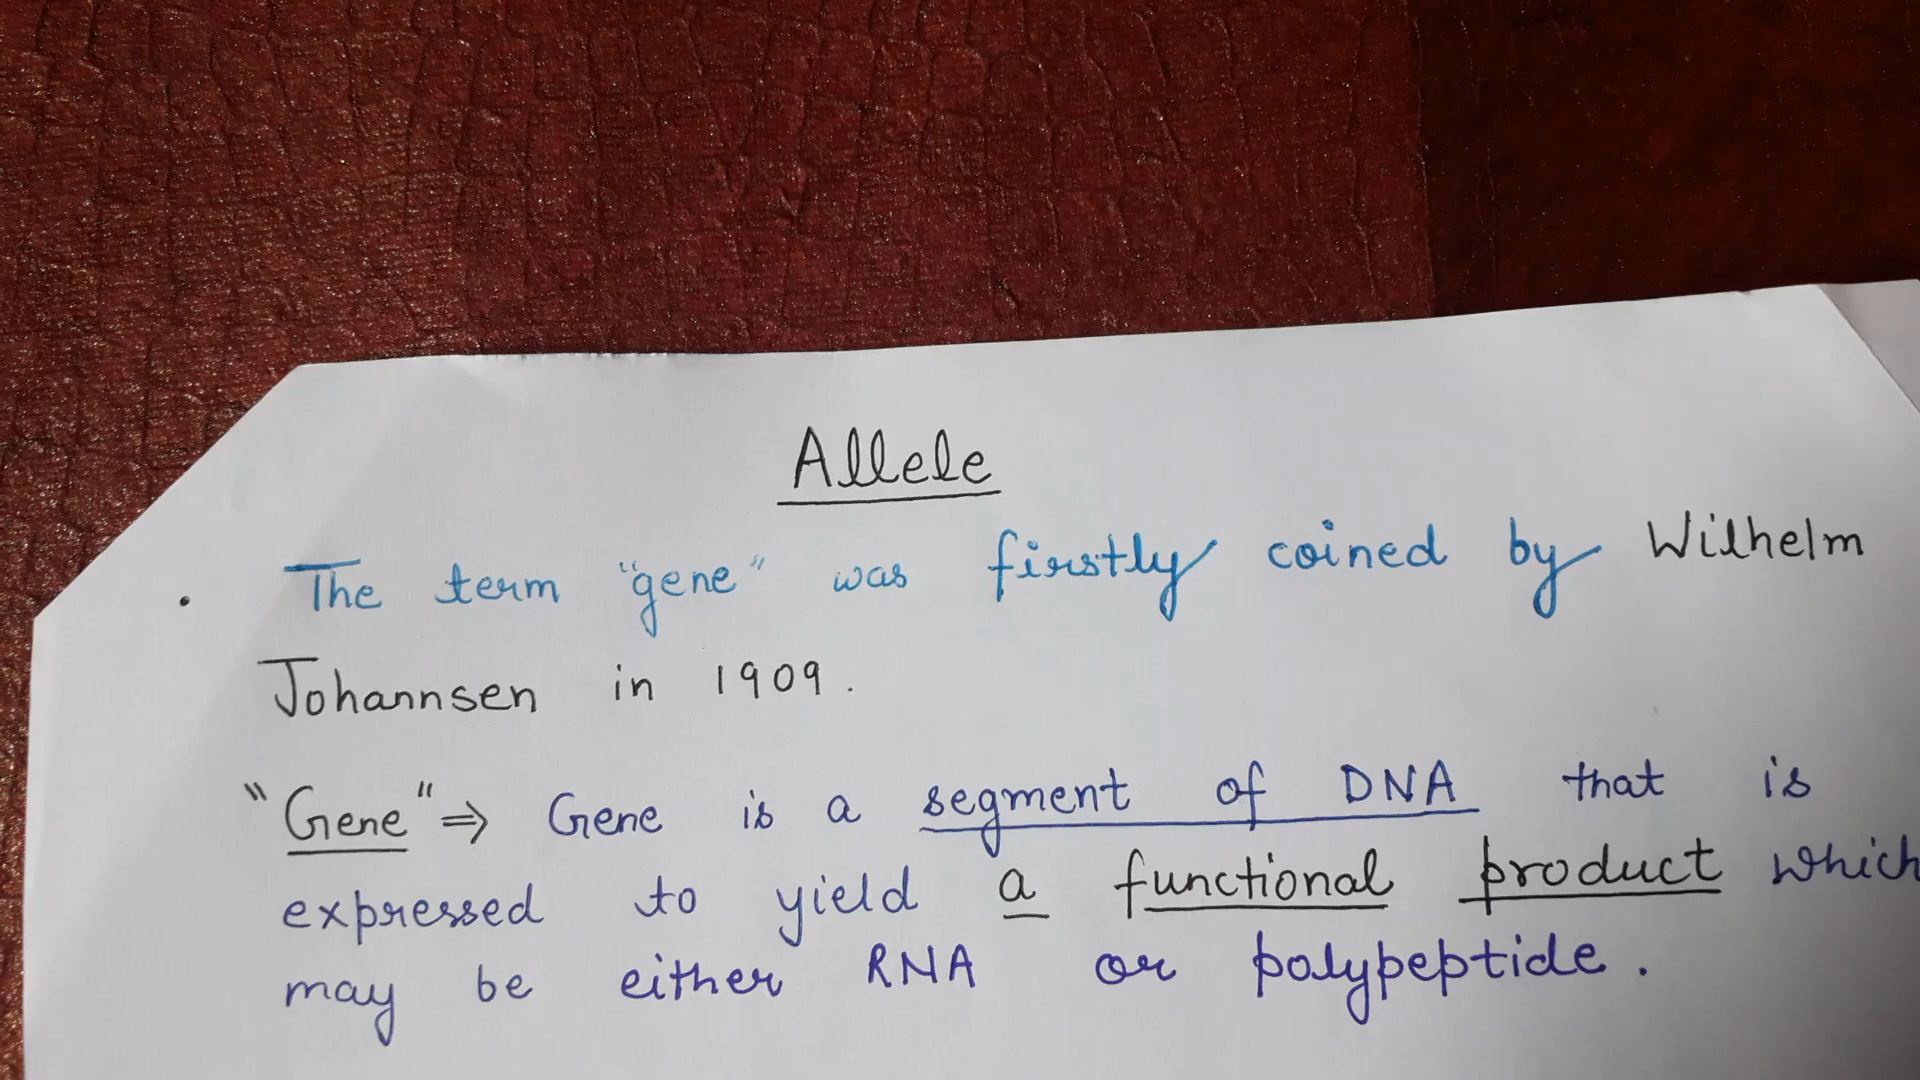 Allele
. The term "gene" was firstly coined by Wilhelm
Johannsen in 1909.
"Gene" ⇒ Gene is a segment of DNA that is
expressed to yield a functional product which
may be either RNA or polypeptide.